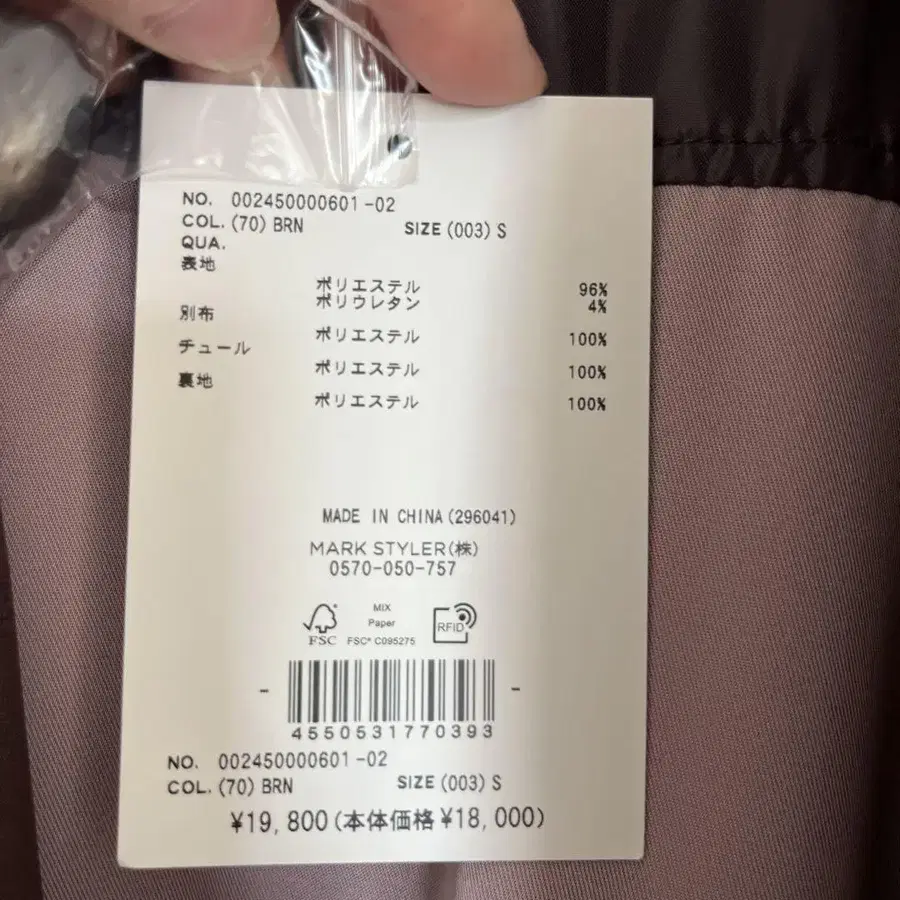 NO. 002450000601-02
COL. (70) BRN SIZE (003) S
QUA.
表地
ポリエステル 96%
ポリウレタン 4%
別布
ポリエステル 100%
チュール
ポリエステル 100%
裏地
ポリエステル 100%
MADE IN CHINA (296041)
MARK STYLER(株)
0570-050-757
MIX
Paper
FSC FSC® C095275
RFID
4550531770393
NO. 002450000601-02
COL. (70) BRN SIZE (003) S
¥19,800(本体価格¥18,000)